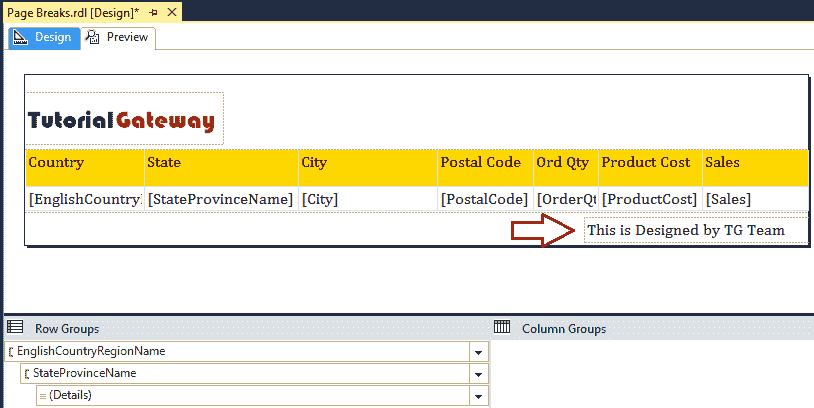 Page Breaks.rdl [Design]*
Design Preview
TutorialGateway
Country State City Postal Code Ord Qty Product Cost Sales
[EnglishCountry [StateProvinceName] [City] [PostalCode] [OrderQt [ProductCost] [Sales]
This is Designed by TG Team
Row Groups Column Groups
EnglishCountryRegionName
StateProvinceName
(Details)